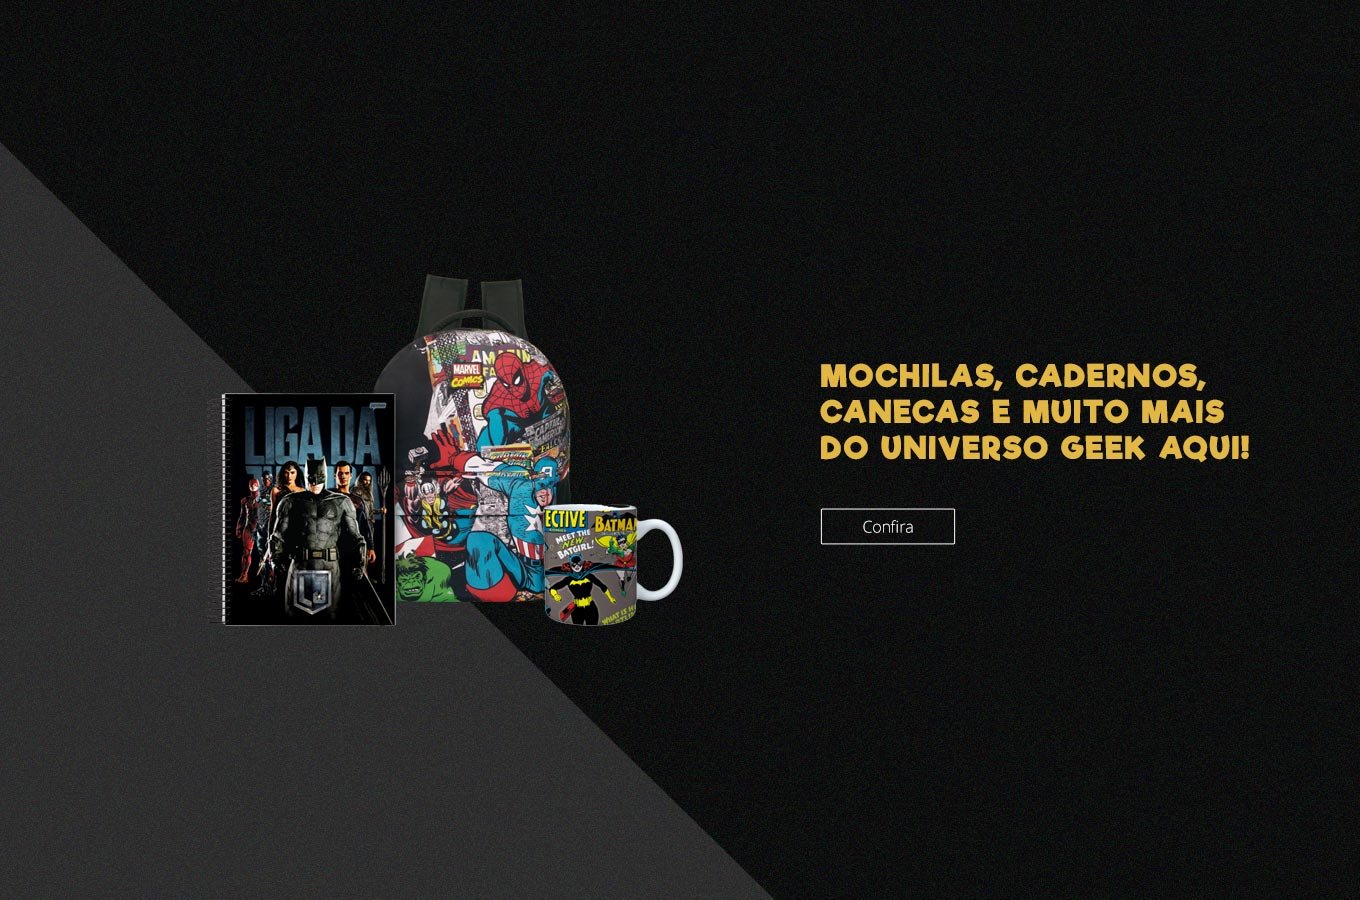 MOCHILAS, CADERNOS,
CANECAS E MUITO MAIS
DO UNIVERSO GEEK AQUI!
Confira
LIGA DA
MARVEL
COMICS
ECTIVE
BATMAN
MEET THE
NEW
BATGIRL!